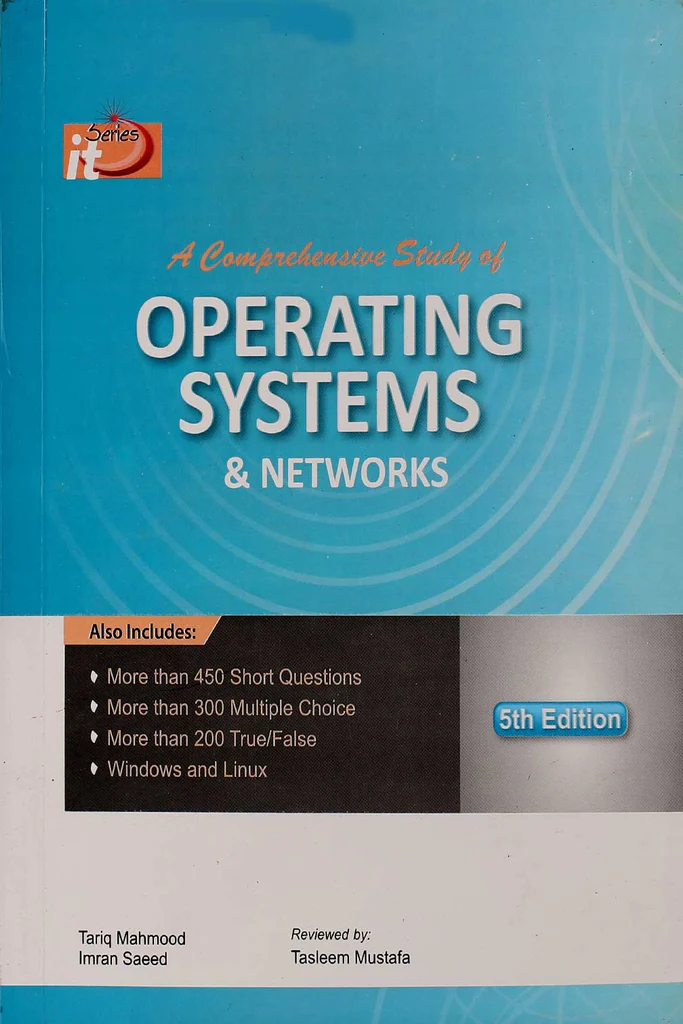 Series
it
A Comprehensive Study of
OPERATING
SYSTEMS
& NETWORKS
Also Includes:
More than 450 Short Questions
More than 300 Multiple Choice
More than 200 True/False
Windows and Linux
5th Edition
Tariq Mahmood
Imran Saeed
Reviewed by:
Tasleem Mustafa